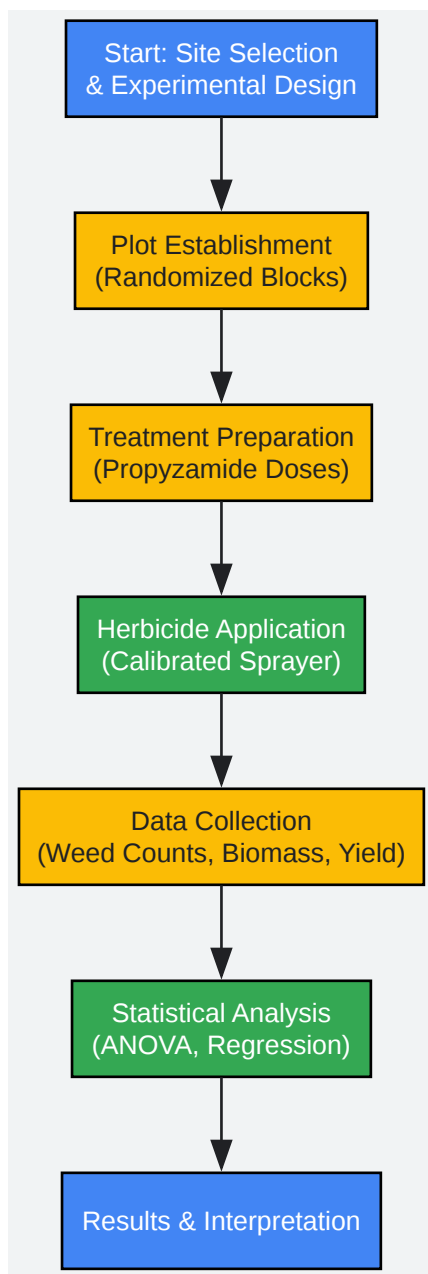 Start: Site Selection
& Experimental Design
Plot Establishment
(Randomized Blocks)
Treatment Preparation
(Propyzamide Doses)
Herbicide Application
(Calibrated Sprayer)
Data Collection
(Weed Counts, Biomass, Yield)
Statistical Analysis
(ANOVA, Regression)
Results & Interpretation